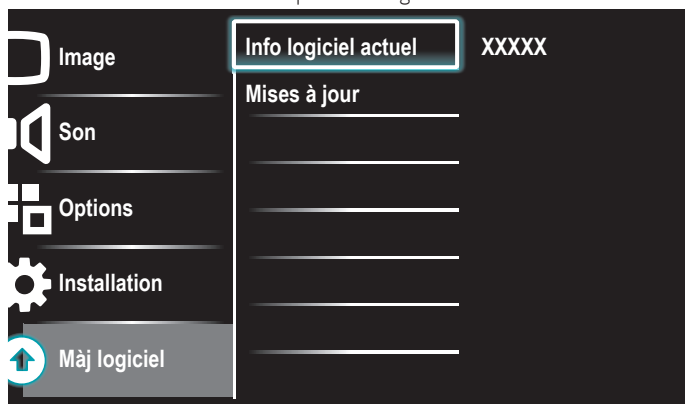 Image
Son
Options
Installation
Màj logiciel
Info logiciel actuel XXXXX
Mises à jour